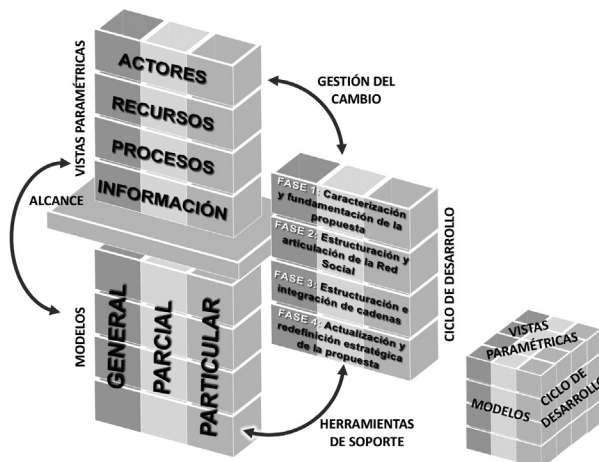 VISTAS PARAMÉTRICAS
ACTORES
RECURSOS
PROCESOS
INFORMACIÓN
GESTIÓN DEL
CAMBIO
ALCANCE
FASE 1: Caracterización
y fundamentación de la
propuesta
FASE 2: Estructuración y
articulación de la Red
Social
FASE 3: Estructuración e
integración de cadenas
FASE 4: Actualización y
redefinición estratégica
de la propuesta
CICLO DE DESARROLLO
MODELOS
GENERAL
PARCIAL
PARTICULAR
HERRAMIENTAS
DE SOPORTE
VISTAS
PARAMÉTRICAS
MODELOS
CICLO DE
DESARROLLO